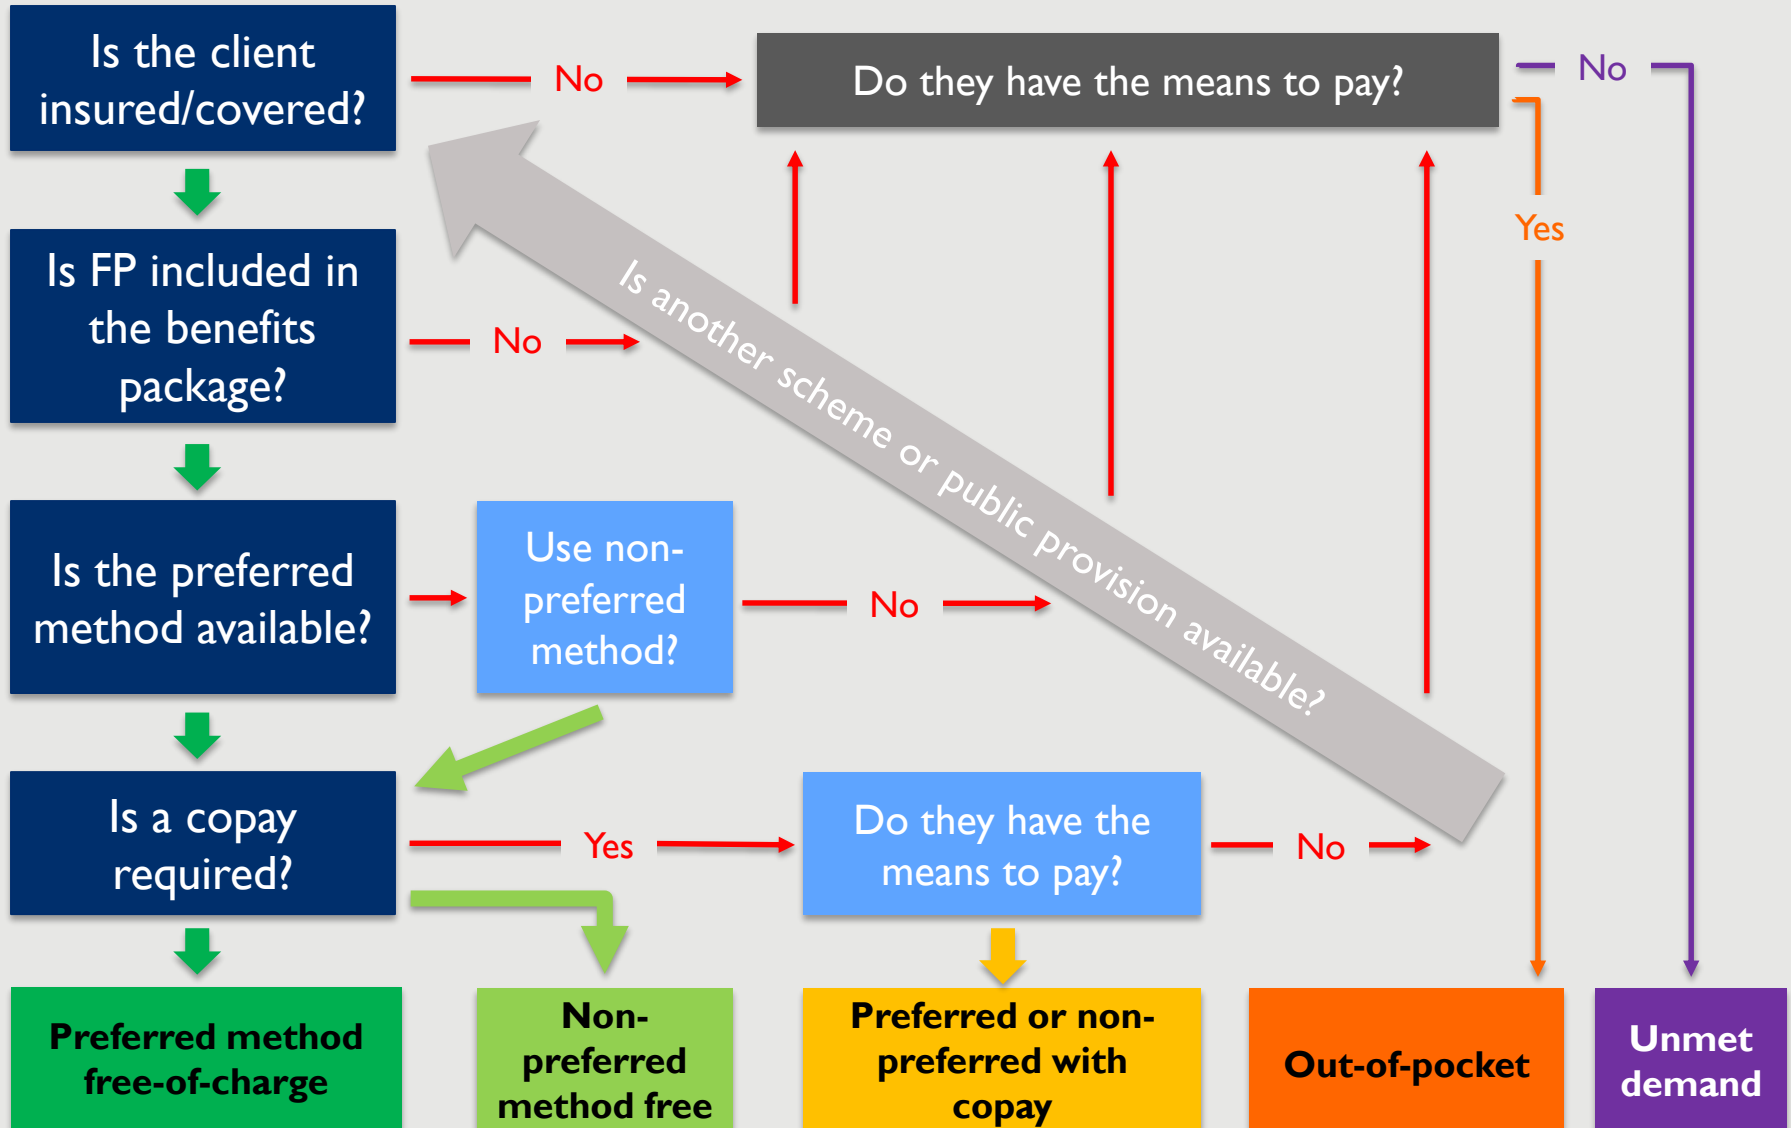 Is the client
insured/covered?
No
Do they have the means to pay?
No
Yes
Is FP included in
the benefits
package?
No
Is another scheme or public provision available?
Is the preferred
method available?
Use non-
preferred
method?
No
Is a copay
required?
Yes
Do they have the
means to pay?
No
Preferred method
free-of-charge
Non-
preferred
method free
Preferred or non-
preferred with
copay
Out-of-pocket
Unmet
demand